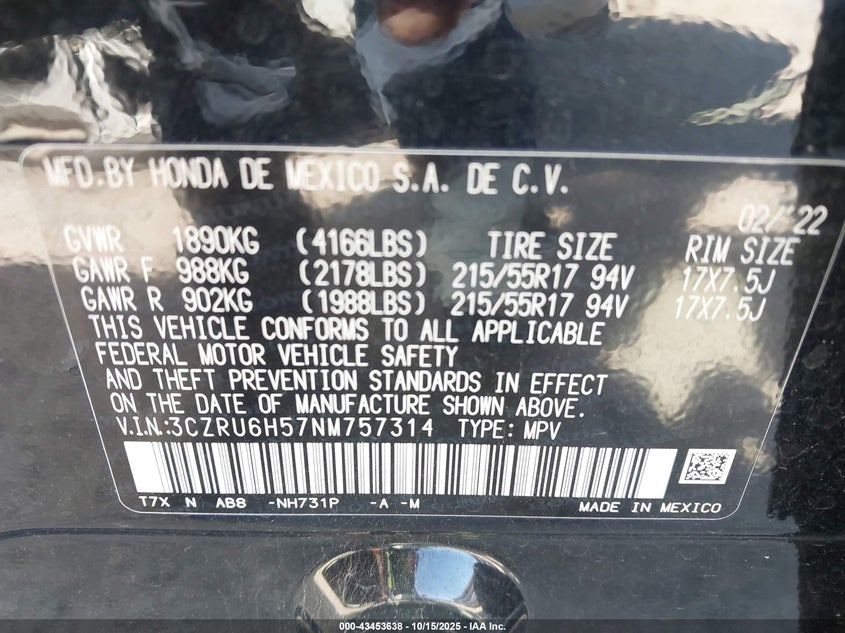 MFD.BY HONDA DE MEXICO S.A. DE C.V.
02/'22
GVWR 1890KG (4166LBS) TIRE SIZE RIM SIZE
GAWR F 988KG (2178LBS) 215/55R17 94V 17X7.5J
GAWR R 902KG (1988LBS) 215/55R17 94V 17X7.5J
THIS VEHICLE CONFORMS TO ALL APPLICABLE
FEDERAL MOTOR VEHICLE SAFETY
AND THEFT PREVENTION STANDARDS IN EFFECT
ON THE DATE OF MANUFACTURE SHOWN ABOVE.
V.I.N.:3CZRU6H57NM757314 TYPE: MPV
T7X N AB8 -NH731P -A -M MADE IN MEXICO
000-43453638 - 10/15/2025 - IAA Inc.